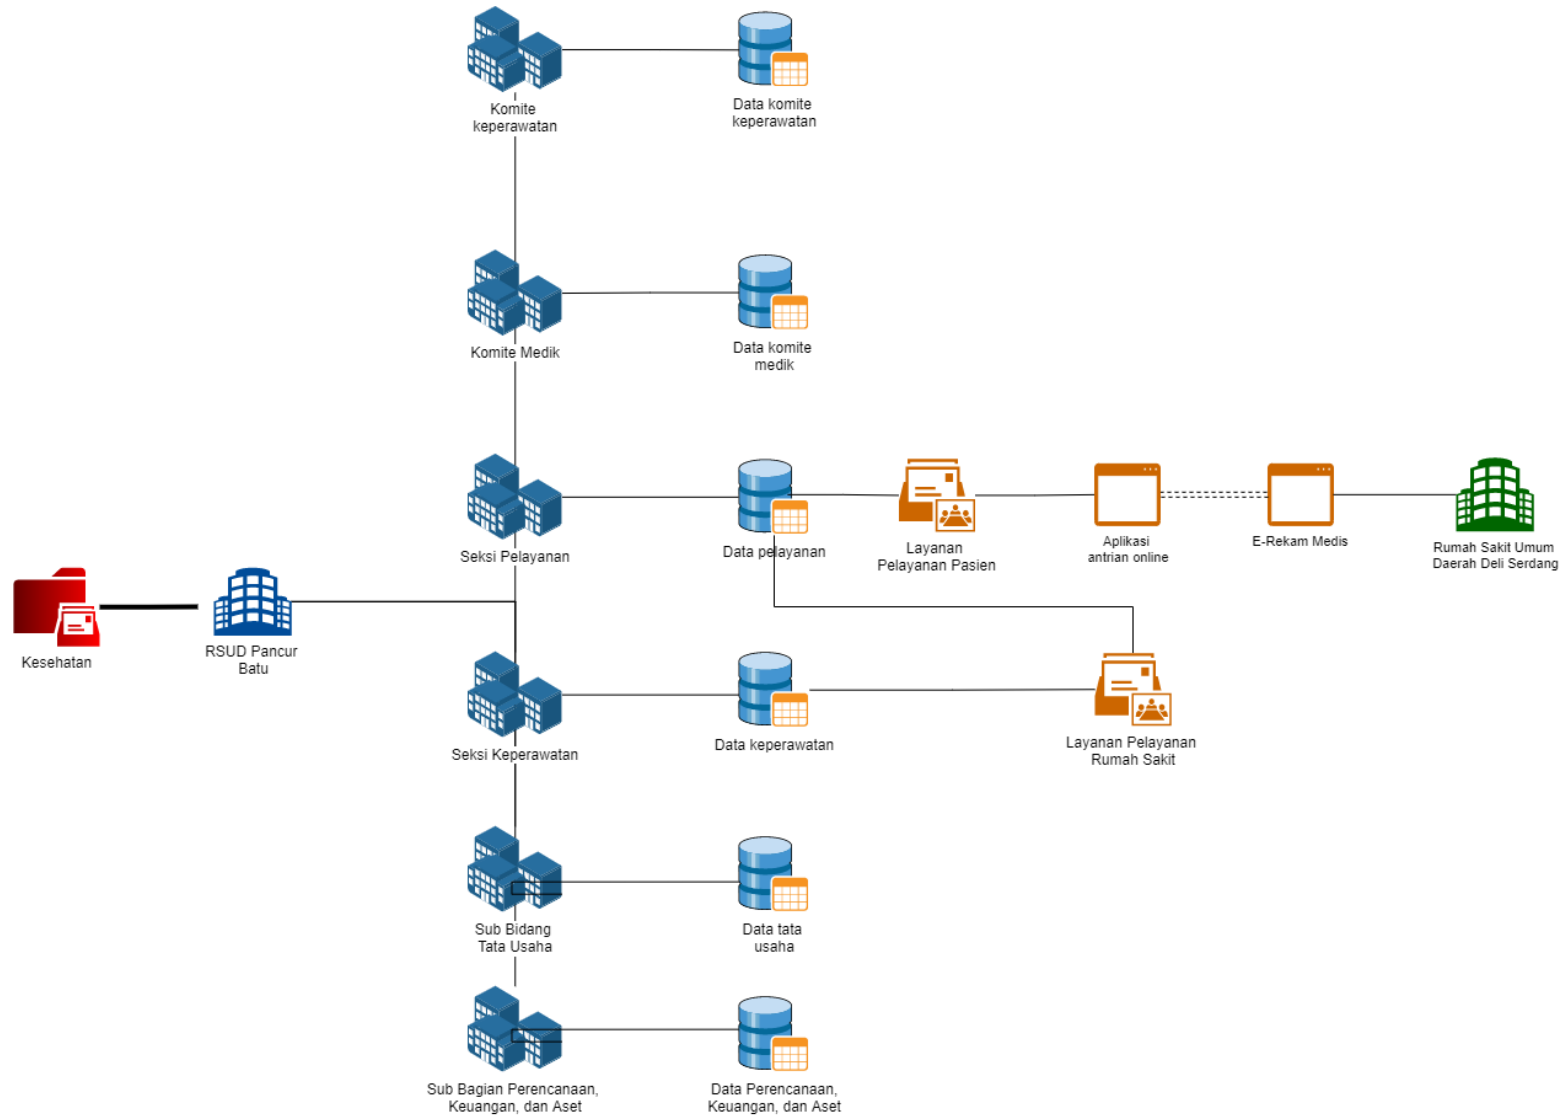 Komite
keperawatan
Data komite
keperawatan
Komite Medik
Data komite
medik
Seksi Pelayanan
Data pelayanan
Layanan
Pelayanan Pasien
Aplikasi
antrian online
E-Rekam Medis
Rumah Sakit Umum
Daerah Deli Serdang
Kesehatan
RSUD Pancur
Batu
Seksi Keperawatan
Data keperawatan
Layanan Pelayanan
Rumah Sakit
Sub Bidang
Tata Usaha
Data tata
usaha
Sub Bagian Perencanaan,
Keuangan, dan Aset
Data Perencanaan,
Keuangan, dan Aset